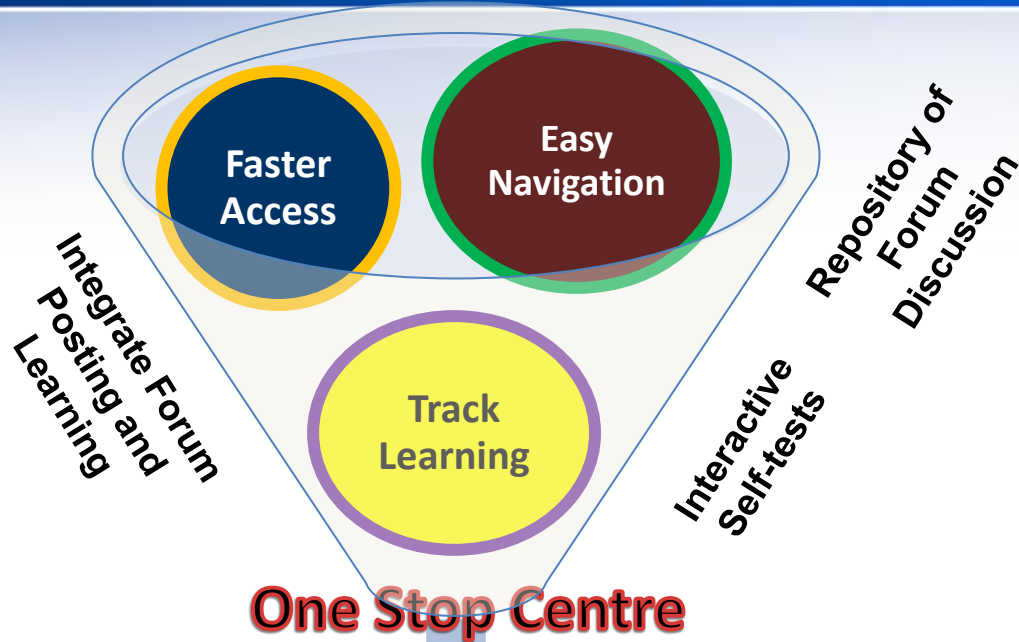 Faster
Access
Easy
Navigation
Repository of
Forum
Discussion
Integrate Forum
Posting and
Learning
Track
Learning
Interactive
Self-tests
One Stop Centre